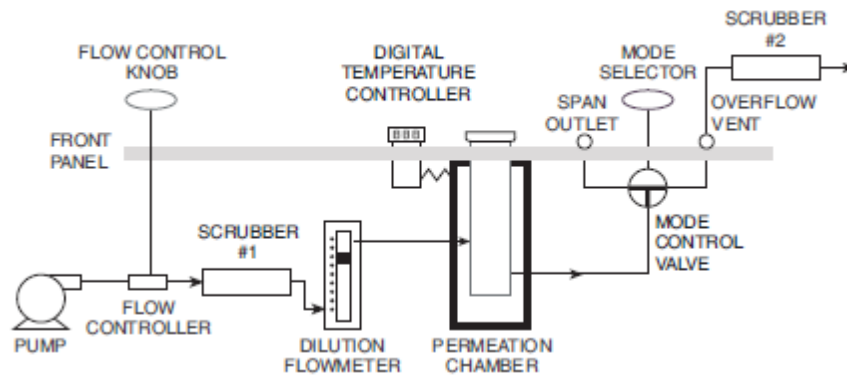 FLOW CONTROL
KNOB
DIGITAL
TEMPERATURE
CONTROLLER
MODE
SELECTOR
SCRUBBER
#2
SPAN
OUTLET
OVERFLOW
VENT
FRONT
PANEL
SCRUBBER
#1
MODE
CONTROL
VALVE
FLOW
CONTROLLER
PUMP
DILUTION
FLOWMETER
PERMEATION
CHAMBER